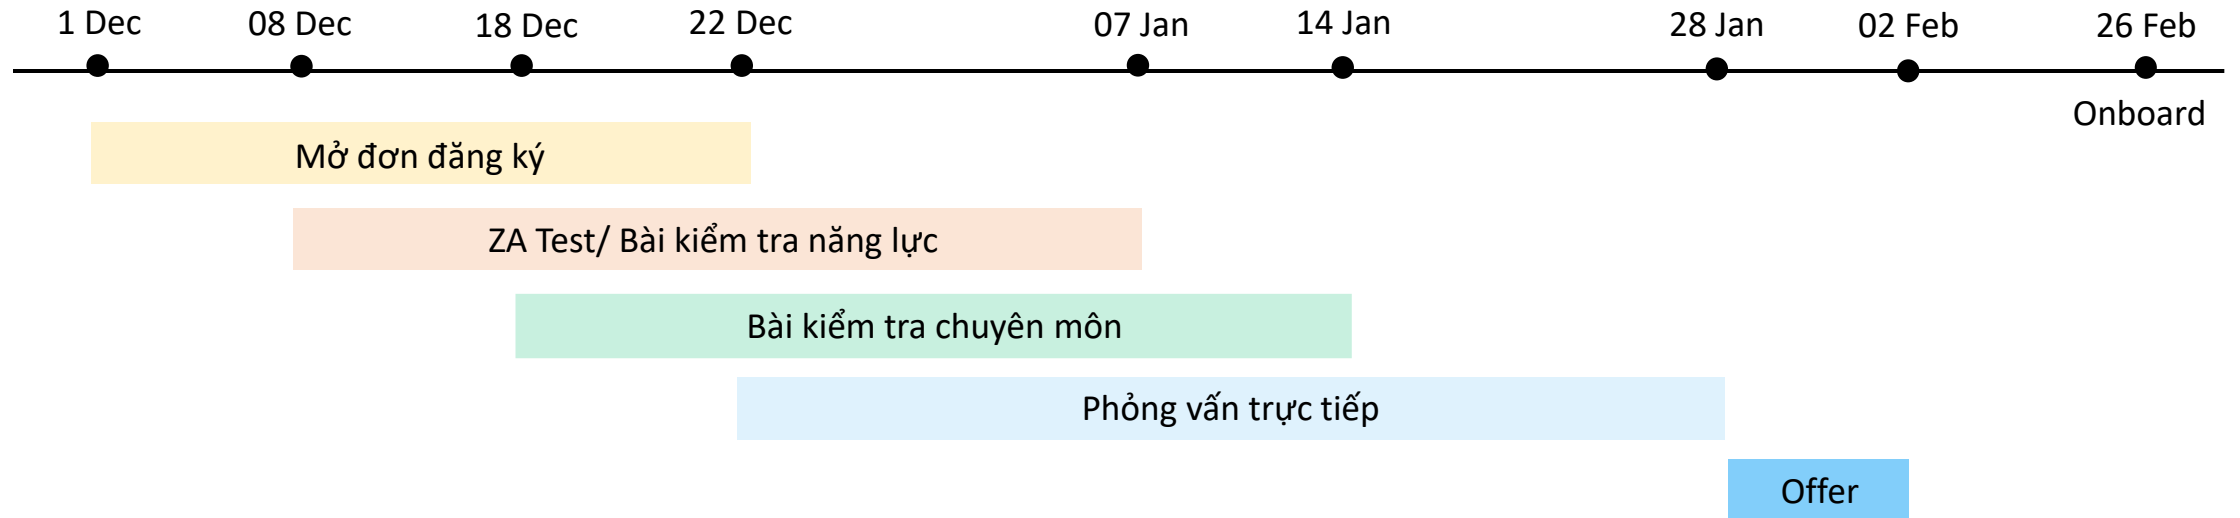 1 Dec
08 Dec
18 Dec
22 Dec
07 Jan
14 Jan
28 Jan
02 Feb
26 Feb
Onboard
Mở đơn đăng ký
ZA Test/ Bài kiểm tra năng lực
Bài kiểm tra chuyên môn
Phỏng vấn trực tiếp
Offer